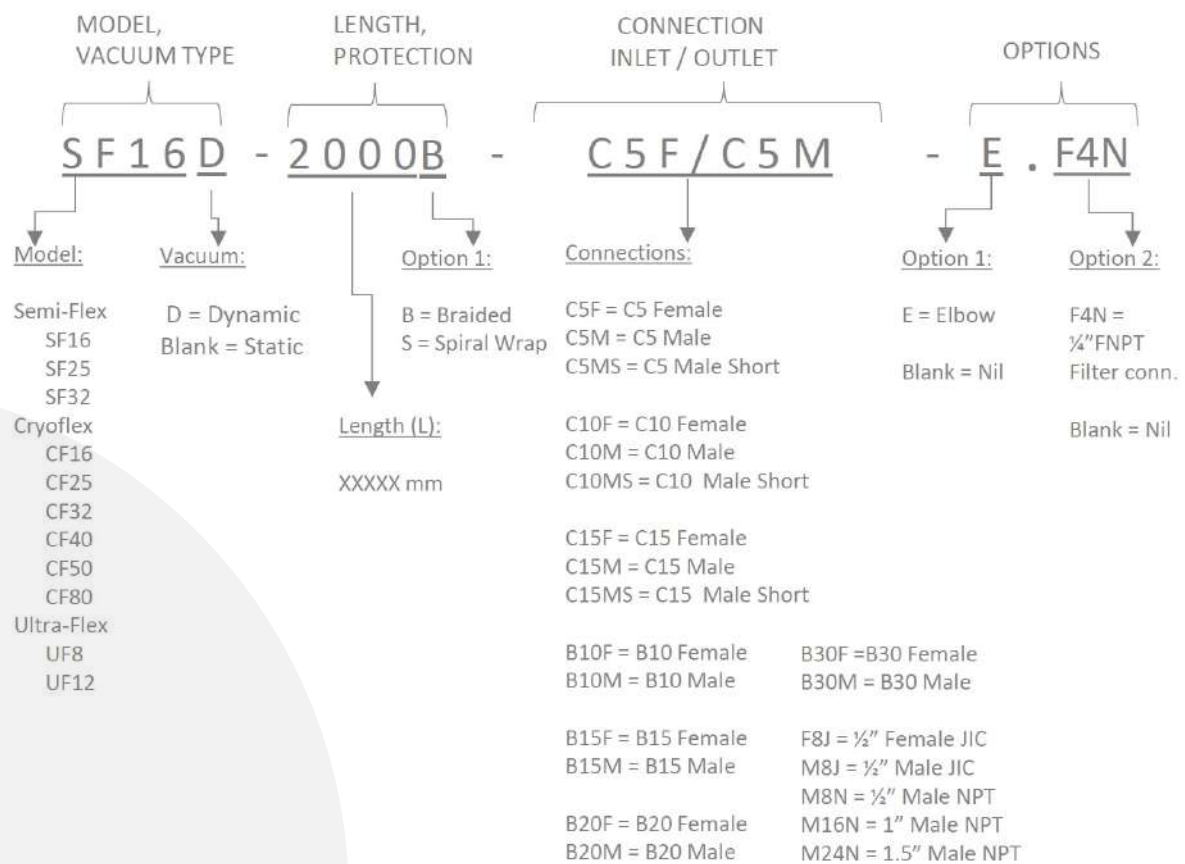 MODEL,
VACUUM TYPE
LENGTH,
PROTECTION
CONNECTION
INLET / OUTLET
OPTIONS
SF16D - 2000B - C5F/C5M - E . F4N
Model:
Semi-Flex
SF16
SF25
SF32
Cryoflex
CF16
CF25
CF32
CF40
CF50
CF80
Ultra-Flex
UF8
UF12
Vacuum:
D = Dynamic
Blank = Static
Length (L):
XXXXX mm
Option 1:
B = Braided
S = Spiral Wrap
Connections:
C5F = C5 Female
C5M = C5 Male
C5MS = C5 Male Short
C10F = C10 Female
C10M = C10 Male
C10MS = C10 Male Short
C15F = C15 Female
C15M = C15 Male
C15MS = C15 Male Short
B10F = B10 Female
B10M = B10 Male
B15F = B15 Female
B15M = B15 Male
B20F = B20 Female
B20M = B20 Male
B30F =B30 Female
B30M = B30 Male
F8J = ½” Female JIC
M8J = ½” Male JIC
M8N = ½” Male NPT
M16N = 1” Male NPT
M24N = 1.5” Male NPT
Option 1:
E = Elbow
Blank = Nil
Option 2:
F4N =
¼”FNPT
Filter conn.
Blank = Nil